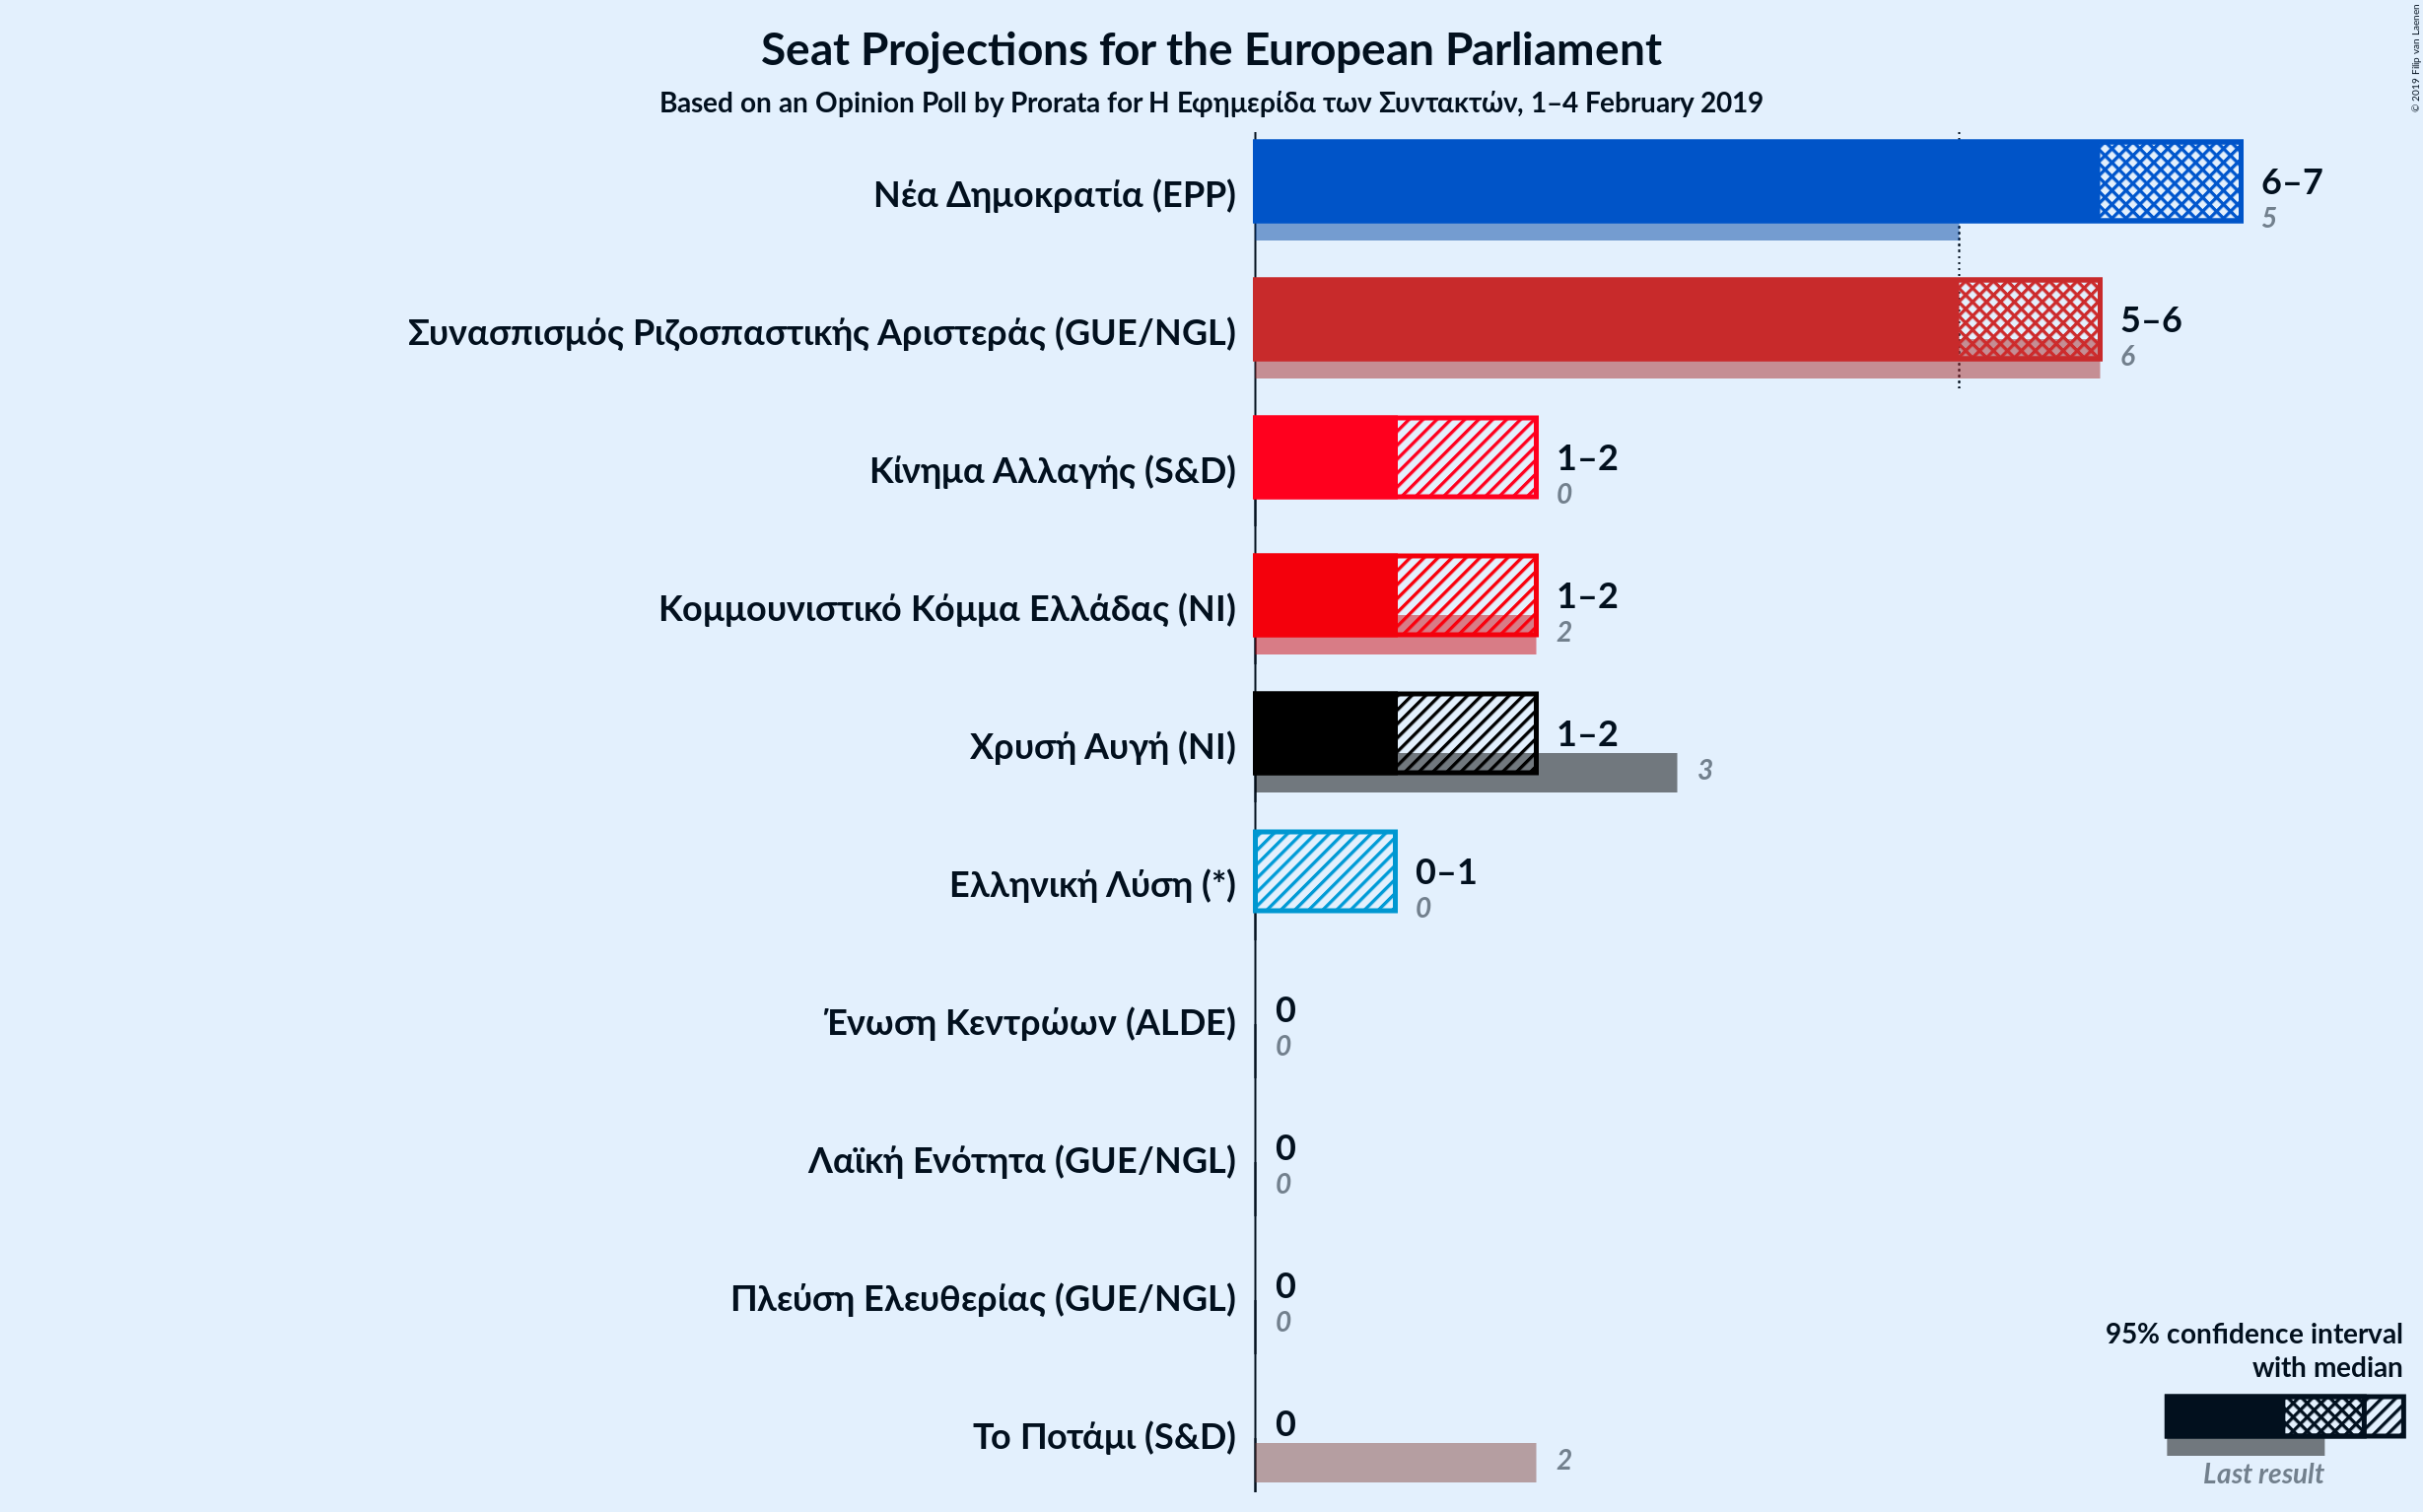 Seat Projections for the European Parliament
Based on an Opinion Poll by Prorata for Η Εφημερίδα των Συντακτών, 1–4 February 2019
© 2019 Filip van Laenen
Νέα Δημοκρατία (EPP)
6–7
5
Συνασπισμός Ριζοσπαστικής Αριστεράς (GUE/NGL)
5–6
6
Κίνημα Αλλαγής (S&D)
1–2
0
Κομμουνιστικό Κόμμα Ελλάδας (NI)
1–2
2
Χρυσή Αυγή (NI)
1–2
3
Ελληνική Λύση (*)
0–1
0
Ένωση Κεντρώων (ALDE)
0
0
Λαϊκή Ενότητα (GUE/NGL)
0
0
Πλεύση Ελευθερίας (GUE/NGL)
0
0
Το Ποτάμι (S&D)
0
2
95% confidence interval
with median
Last result